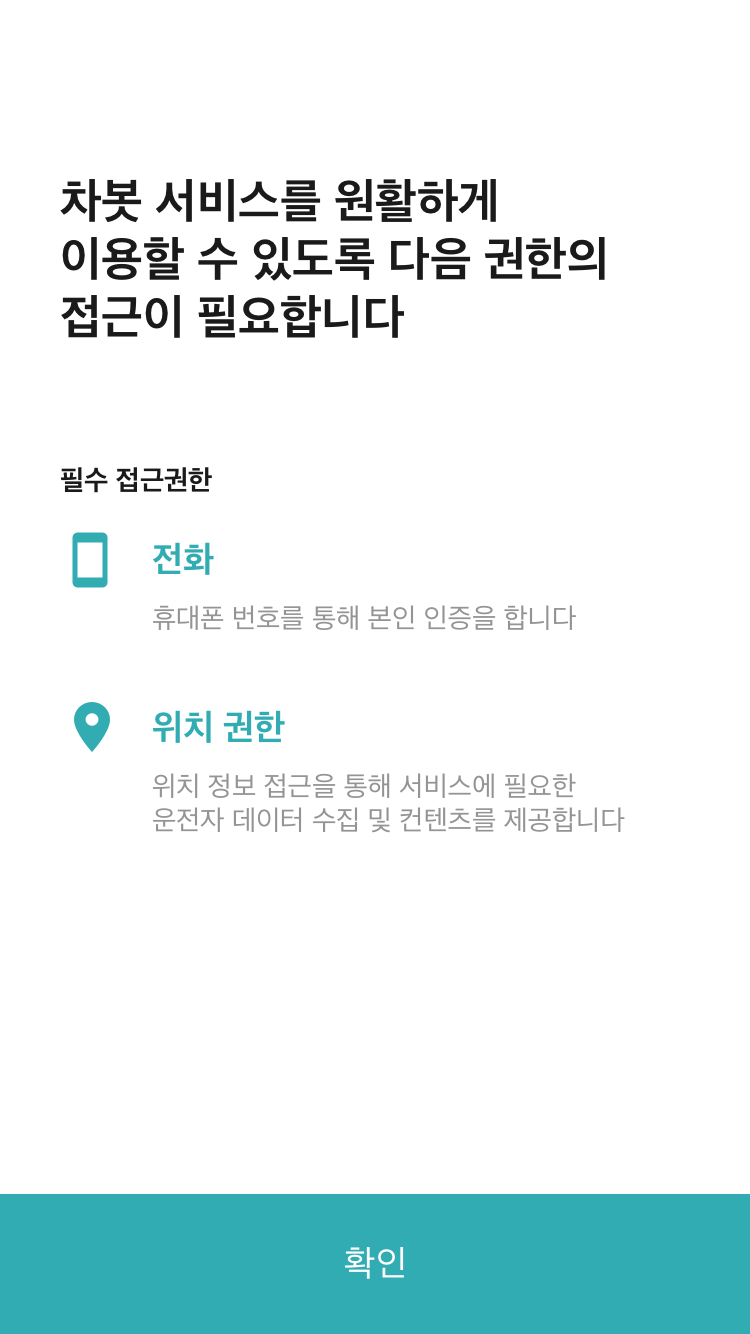 차봇 서비스를 원활하게
이용할 수 있도록 다음 권한의
접근이 필요합니다
필수 접근권한
전화
휴대폰 번호를 통해 본인 인증을 합니다
위치 권한
위치 정보 접근을 통해 서비스에 필요한
운전자 데이터 수집 및 컨텐츠를 제공합니다
확인